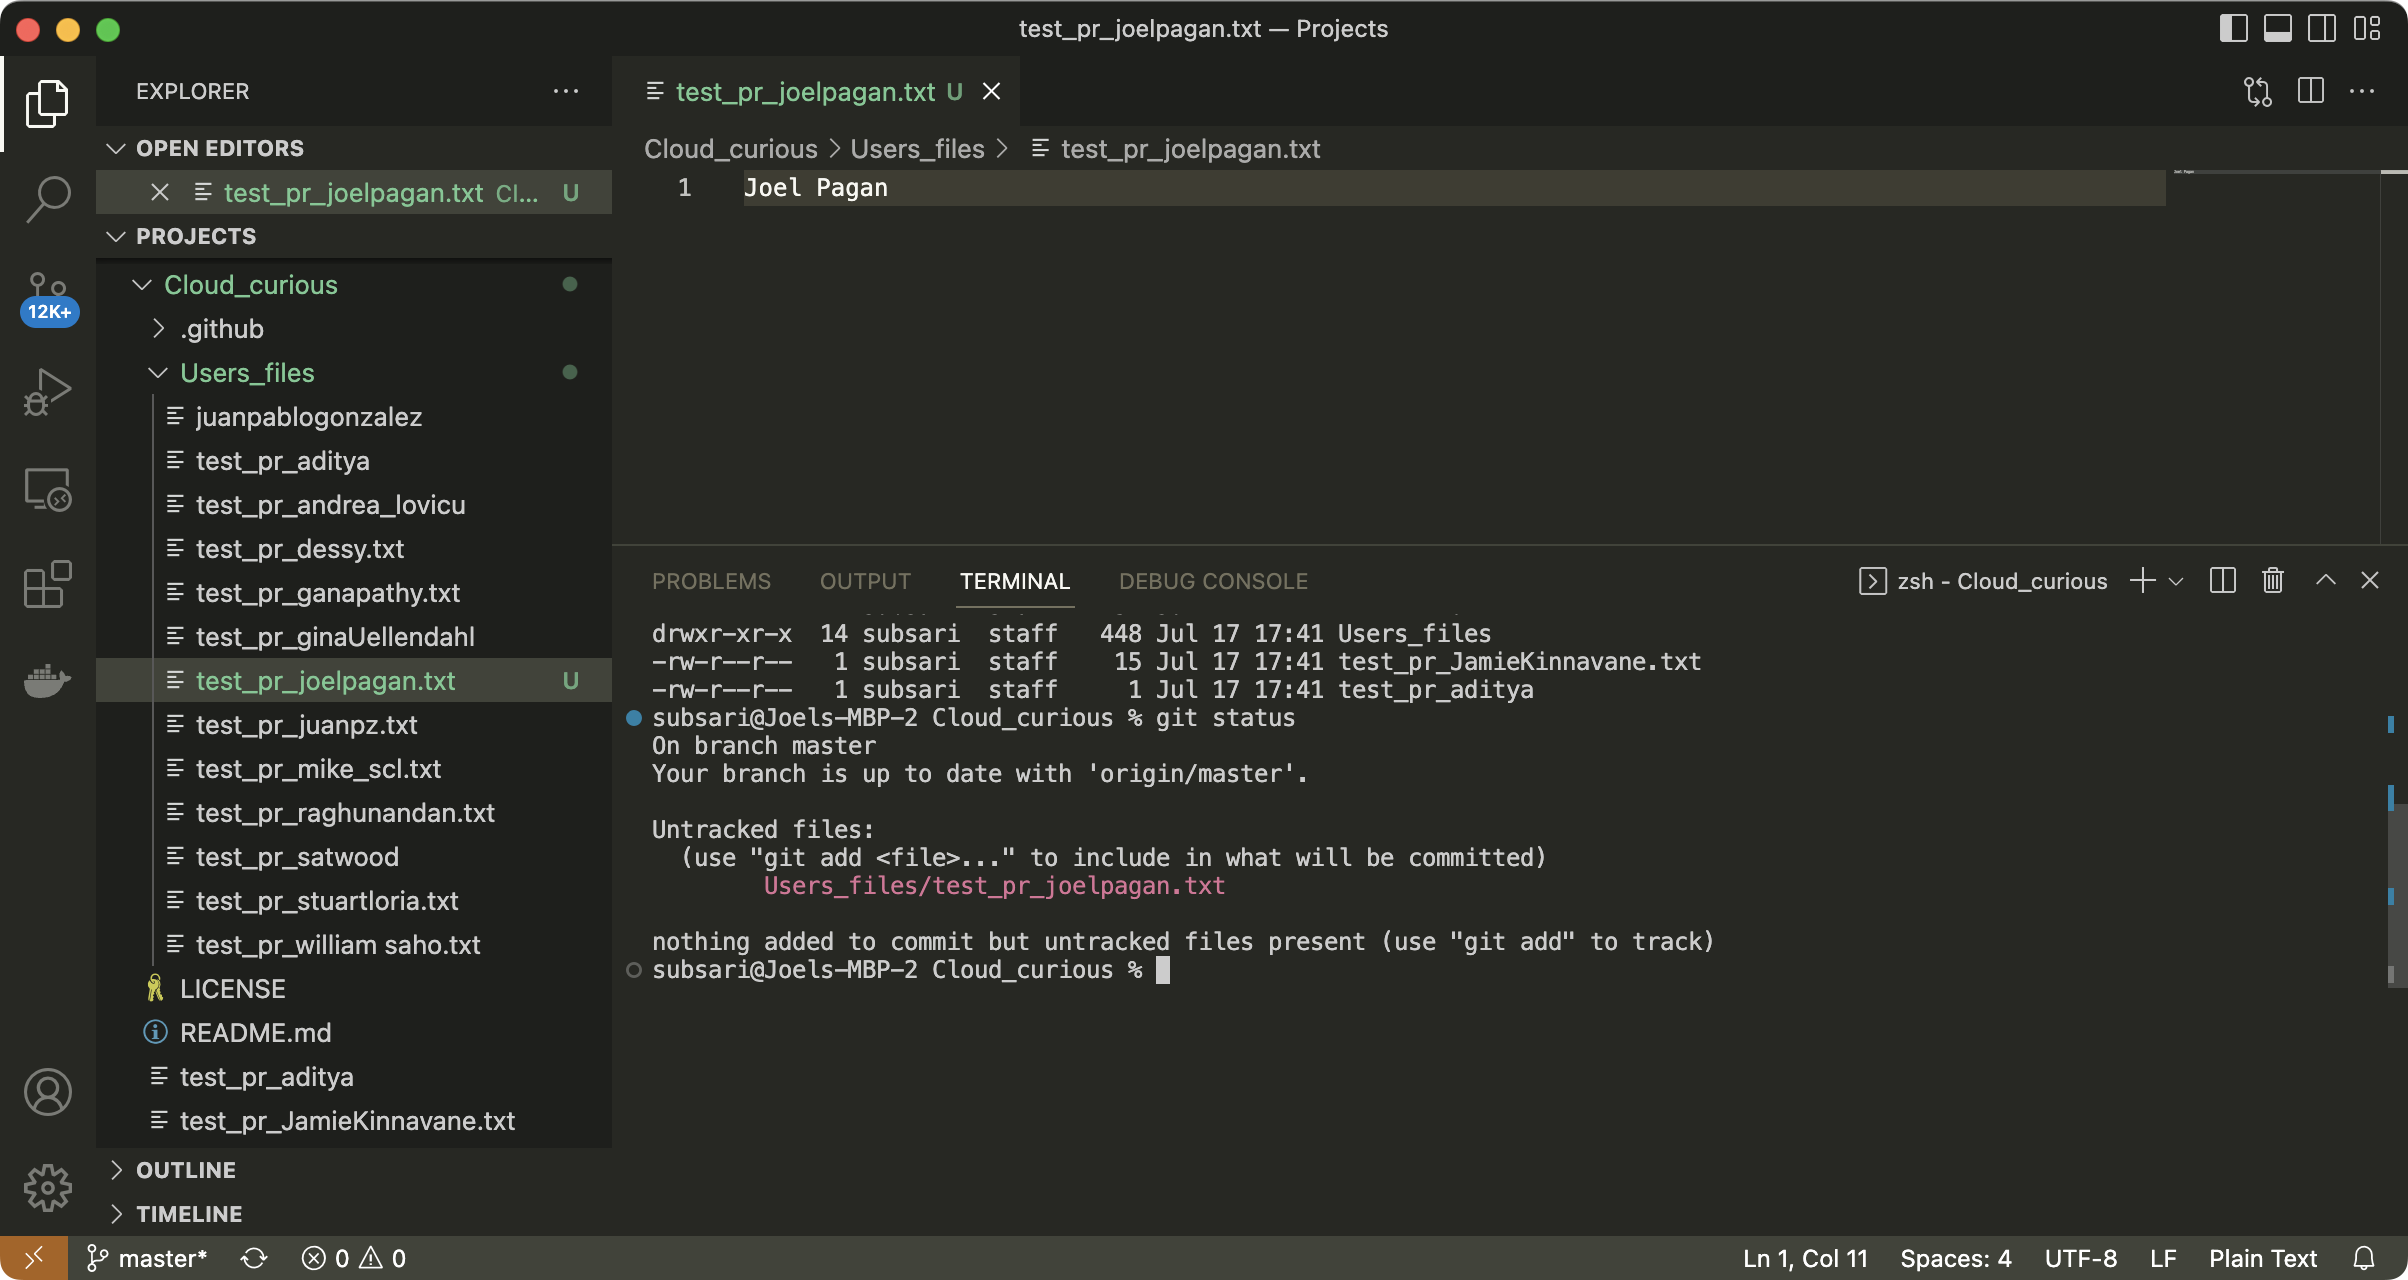 test_pr_joelpagan.txt — Projects
EXPLORER
OPEN EDITORS
test_pr_joelpagan.txt Cl... U
PROJECTS
Cloud_curious
.github
Users_files
juanpablogonzalez
test_pr_aditya
test_pr_andrea_lovicu
test_pr_dessy.txt
test_pr_ganapathy.txt
test_pr_ginaUellendahl
test_pr_joelpagan.txt U
test_pr_juanpz.txt
test_pr_mike_scl.txt
test_pr_raghunandan.txt
test_pr_satwood
test_pr_stuartloria.txt
test_pr_william saho.txt
LICENSE
README.md
test_pr_aditya
test_pr_JamieKinnavane.txt
OUTLINE
TIMELINE
12K+
test_pr_joelpagan.txt U
Cloud_curious > Users_files > test_pr_joelpagan.txt
1 Joel Pagan
PROBLEMS OUTPUT TERMINAL DEBUG CONSOLE
zsh - Cloud_curious
drwxr-xr-x  14 subsari  staff   448 Jul 17 17:41 Users_files
-rw-r--r--   1 subsari  staff    15 Jul 17 17:41 test_pr_JamieKinnavane.txt
-rw-r--r--   1 subsari  staff     1 Jul 17 17:41 test_pr_aditya
subsari@Joels-MBP-2 Cloud_curious % git status
On branch master
Your branch is up to date with 'origin/master'.
Untracked files:
(use "git add <file>..." to include in what will be committed)
Users_files/test_pr_joelpagan.txt
nothing added to commit but untracked files present (use "git add" to track)
subsari@Joels-MBP-2 Cloud_curious %
master* 0 0
Ln 1, Col 11 Spaces: 4 UTF-8 LF Plain Text